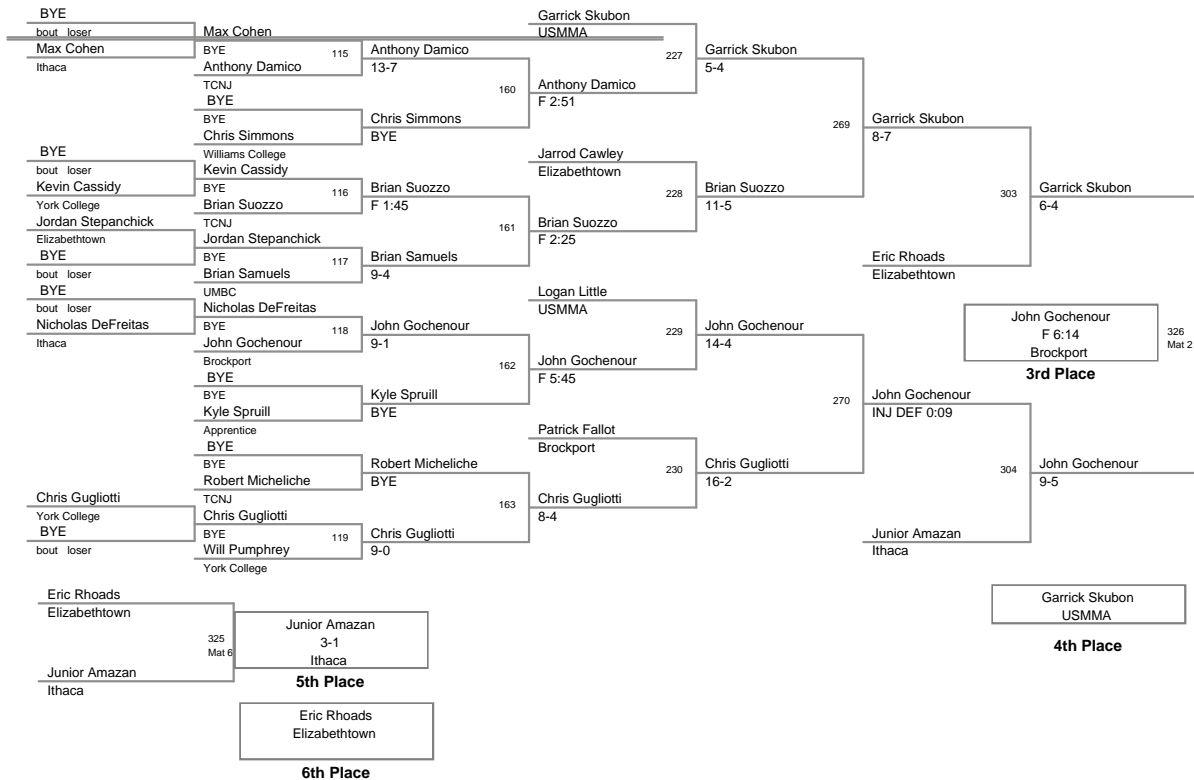 BYE
bout loser
Max Cohen
Ithaca
BYE
bout loser
Kevin Cassidy
York College
Jordan Stepanchick
Elizabethtown
BYE
bout loser
BYE
bout loser
Nicholas DeFreitas
Ithaca
Chris Gugliotti
York College
BYE
bout loser
Max Cohen
BYE
115
Anthony Damico
TCNJ
BYE
BYE
Chris Simmons
Williams College
Kevin Cassidy
BYE
116
Brian Suozzo
TCNJ
Jordan Stepanchick
BYE
117
Brian Samuels
UMBC
Nicholas DeFreitas
BYE
118
John Gochenour
Brockport
BYE
BYE
Kyle Spruill
Apprentice
BYE
BYE
Robert Micheliche
TCNJ
Chris Gugliotti
BYE
119
Will Pumphrey
York College
Anthony Damico
13-7
160
Chris Simmons
BYE
Brian Suozzo
F 1:45
161
Brian Samuels
9-4
John Gochenour
9-1
162
Kyle Spruill
BYE
Robert Micheliche
BYE
163
Chris Gugliotti
9-0
Garrick Skubon
USMMA
227
Anthony Damico
F 2:51
Jarrod Cawley
Elizabethtown
228
Brian Suozzo
F 2:25
Logan Little
USMMA
229
John Gochenour
F 5:45
Patrick Fallot
Brockport
230
Chris Gugliotti
8-4
Garrick Skubon
5-4
269
Brian Suozzo
11-5
John Gochenour
14-4
270
Chris Gugliotti
16-2
Garrick Skubon
8-7
303
Eric Rhoads
Elizabethtown
John Gochenour
INJ DEF 0:09
304
Junior Amazan
Ithaca
Garrick Skubon
6-4
John Gochenour
9-5
John Gochenour
F 6:14
Brockport
326
Mat 2
3rd Place
Garrick Skubon
USMMA
4th Place
Eric Rhoads
Elizabethtown
325
Mat 6
Junior Amazan
Ithaca
Junior Amazan
3-1
Ithaca
5th Place
Eric Rhoads
Elizabethtown
6th Place